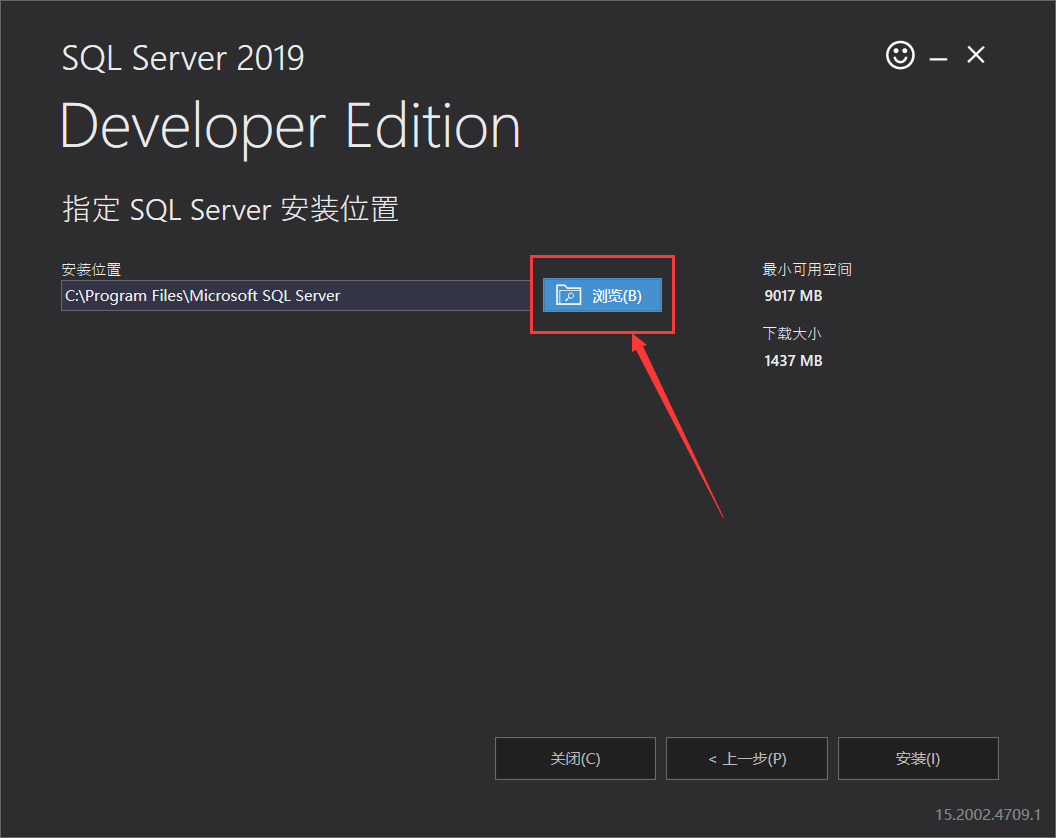 SQL Server 2019
Developer Edition
指定 SQL Server 安装位置
安装位置
C:\Program Files\Microsoft SQL Server
浏览(B)
最小可用空间
9017 MB
下载大小
1437 MB
关闭(C)
< 上一步(P)
安装(I)
15.2002.4709.1